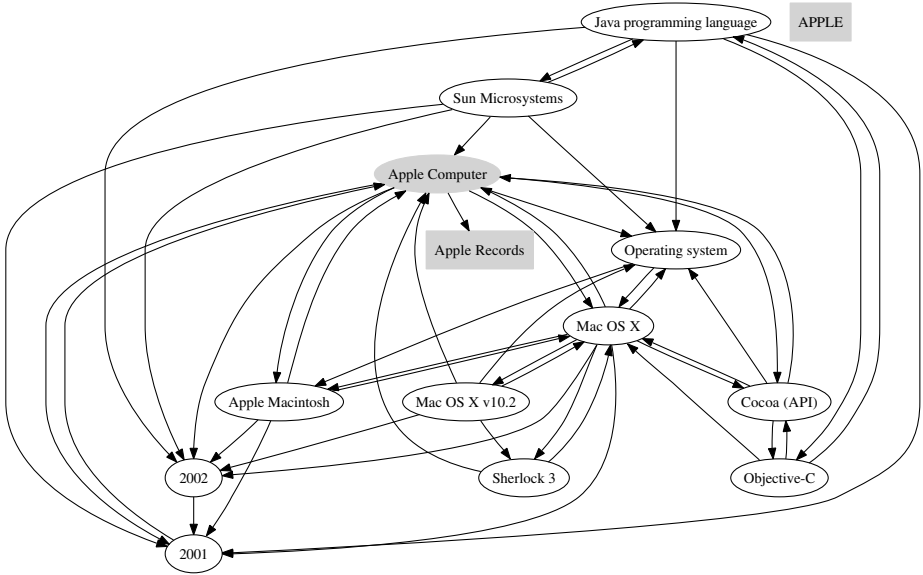 Java programming language
APPLE
Sun Microsystems
Apple Computer
Apple Records
Operating system
Mac OS X
Apple Macintosh
Mac OS X v10.2
Cocoa (API)
2002
Sherlock 3
Objective-C
2001